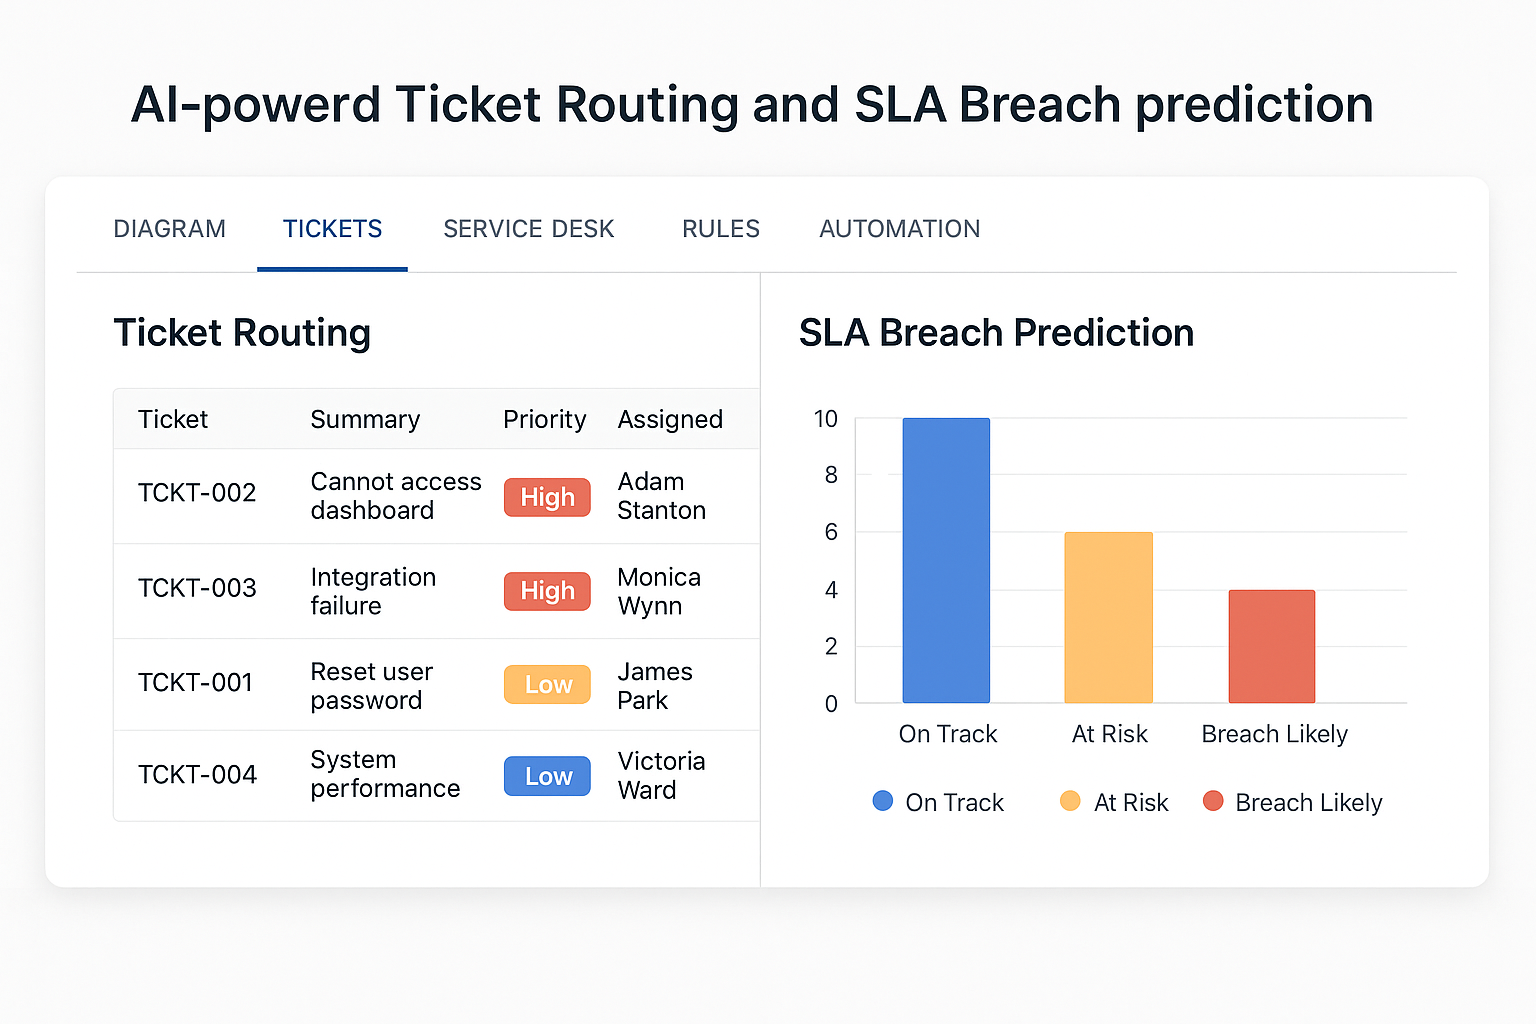 AI-powerd Ticket Routing and SLA Breach prediction
DIAGRAM TICKETS SERVICE DESK RULES AUTOMATION
Ticket Routing
Ticket Summary Priority Assigned
TCKT-002 Cannot access High Adam
dashboard Stanton
TCKT-003 Integration High Monica
failure Wynn
TCKT-001 Reset user Low James
password Park
TCKT-004 System Low Victoria
performance Ward
SLA Breach Prediction
10
8
6
4
2
0
On Track At Risk Breach Likely
On Track At Risk Breach Likely